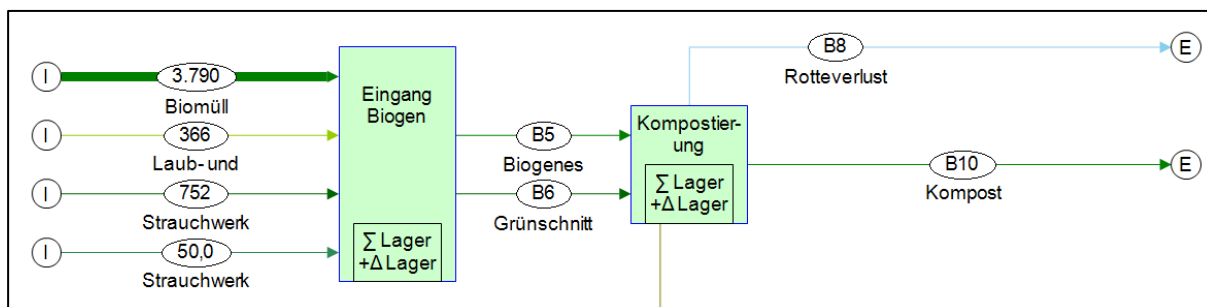 I
3.790
Biomüll
I
366
Laub- und
I
752
Strauchwerk
I
50,0
Strauchwerk
Eingang
Biogen
∑ Lager
+Δ Lager
B5
Biogenes
B6
Grünschnitt
Kompostier-
ung
∑ Lager
+Δ Lager
B8
Rotteverlust
E
B10
Kompost
E